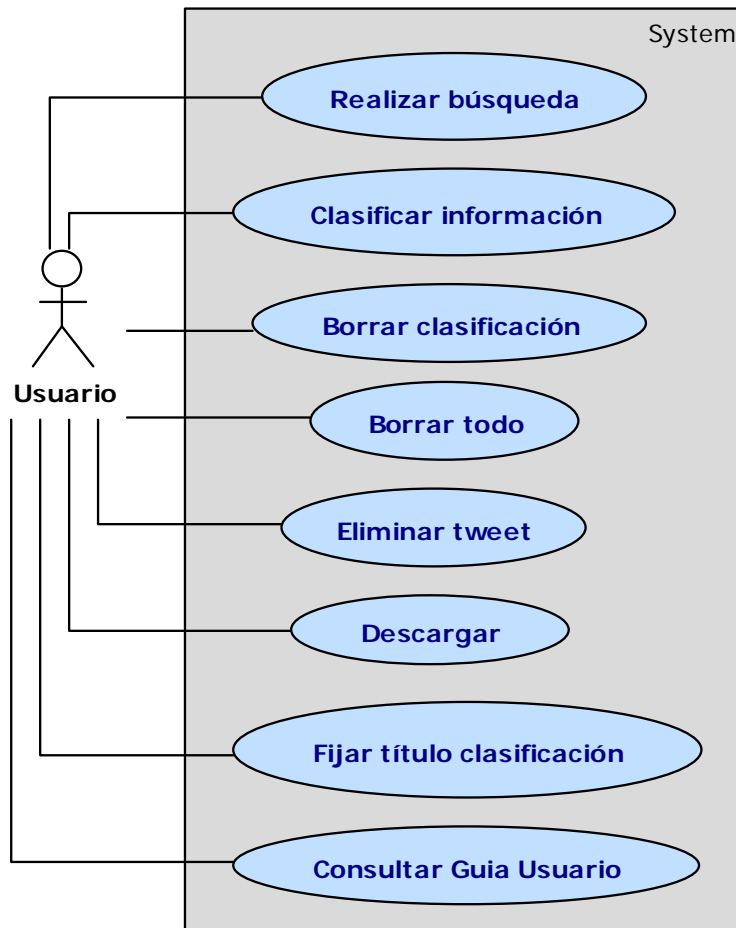 System
Realizar búsqueda
Clasificar información
Borrar clasificación
Usuario
Borrar todo
Eliminar tweet
Descargar
Fijar título clasificación
Consultar Guia Usuario